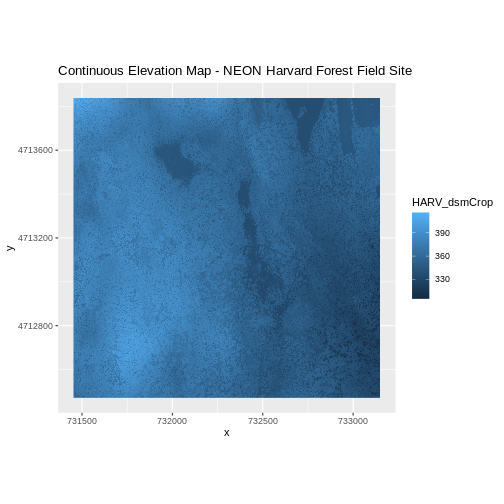 Continuous Elevation Map - NEON Harvard Forest Field Site
4713600
4713200
4712800
y
731500
732000
732500
733000
x
HARV_dsmCrop
390
360
330